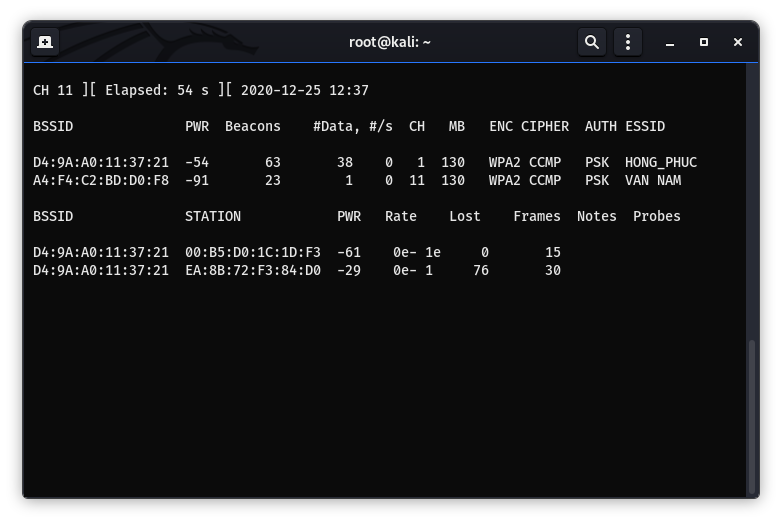 root@kali: ~
CH 11 ][ Elapsed: 54 s ][ 2020-12-25 12:37
BSSID PWR Beacons #Data, #/s CH MB ENC CIPHER AUTH ESSID
D4:9A:A0:11:37:21 -54 63 38 0 1 130 WPA2 CCMP PSK HONG_PHUC
A4:F4:C2:BD:D0:F8 -91 23 1 0 11 130 WPA2 CCMP PSK VAN NAM
BSSID STATION PWR Rate Lost Frames Notes Probes
D4:9A:A0:11:37:21 00:B5:D0:1C:1D:F3 -61 0e- 1e 0 15
D4:9A:A0:11:37:21 EA:8B:72:F3:84:D0 -29 0e- 1 76 30